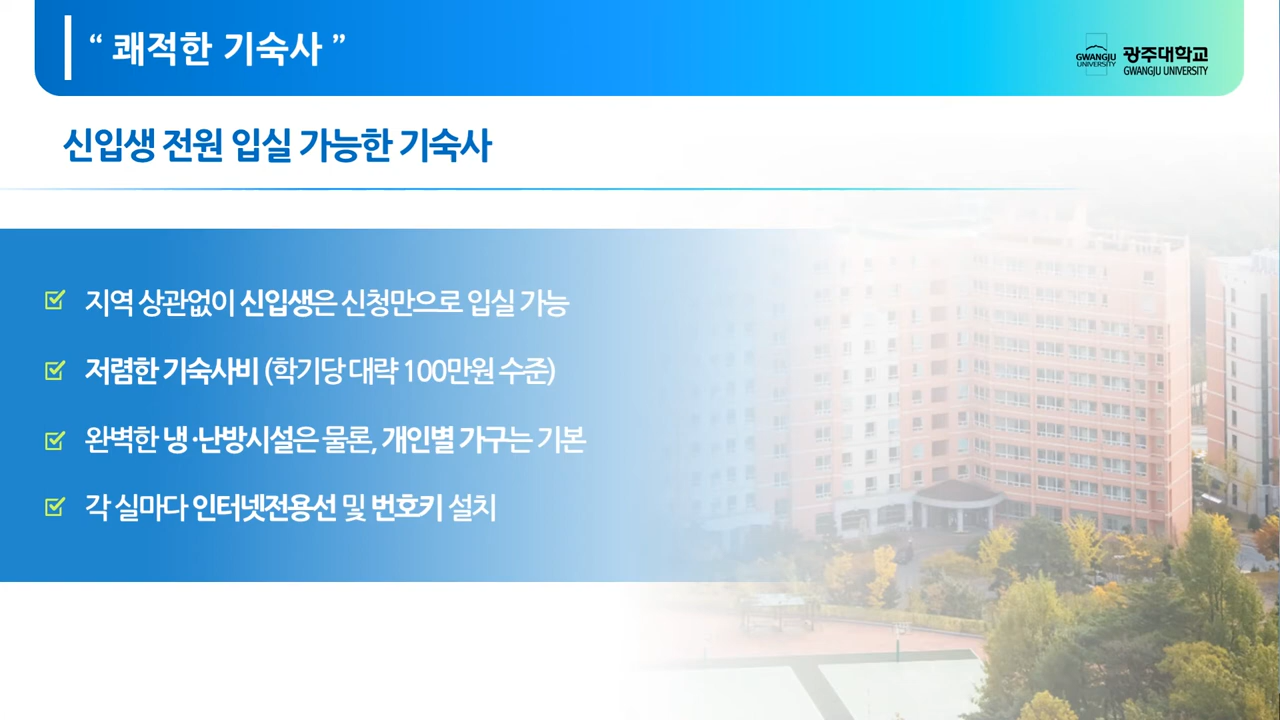 “ 쾌적한 기숙사 ”
GWANGJU
UNIVERSITY
광주대학교
GWANGJU UNIVERSITY
신입생 전원 입실 가능한 기숙사
지역 상관없이 신입생은 신청만으로 입실 가능
저렴한 기숙사비 (학기당 대략 100만원 수준)
완벽한 냉·난방시설은 물론, 개인별 가구는 기본
각 실마다 인터넷전용선 및 번호키 설치